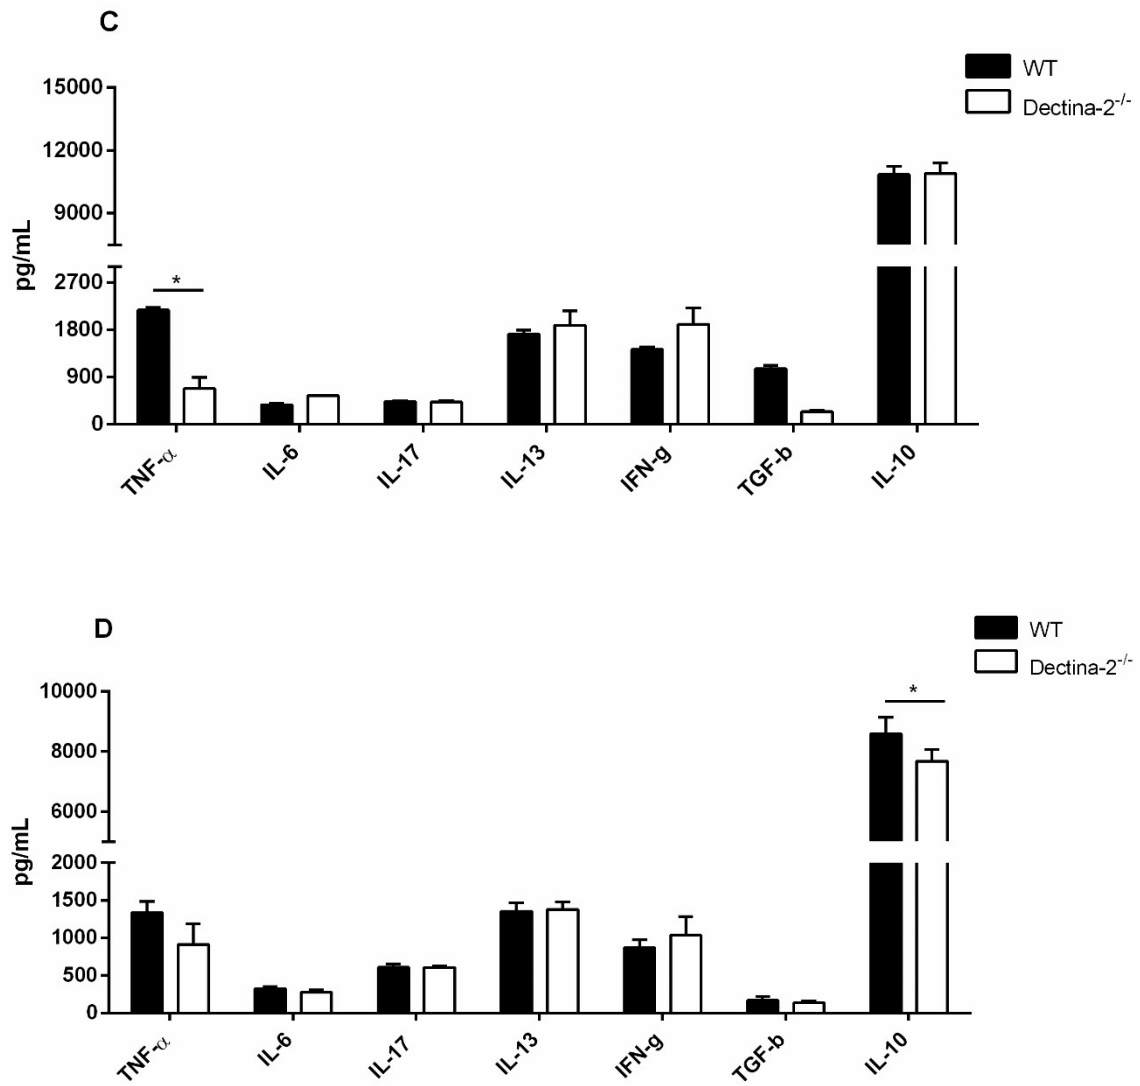 C
WT
Dectina-2-/-
15000
12000
9000
2700
1800
900
0
pg/mL
*
TNF-α
IL-6
IL-17
IL-13
IFN-g
TGF-b
IL-10
D
WT
Dectina-2-/-
10000
8000
6000
2000
1500
1000
500
0
pg/mL
*
TNF-α
IL-6
IL-17
IL-13
IFN-g
TGF-b
IL-10